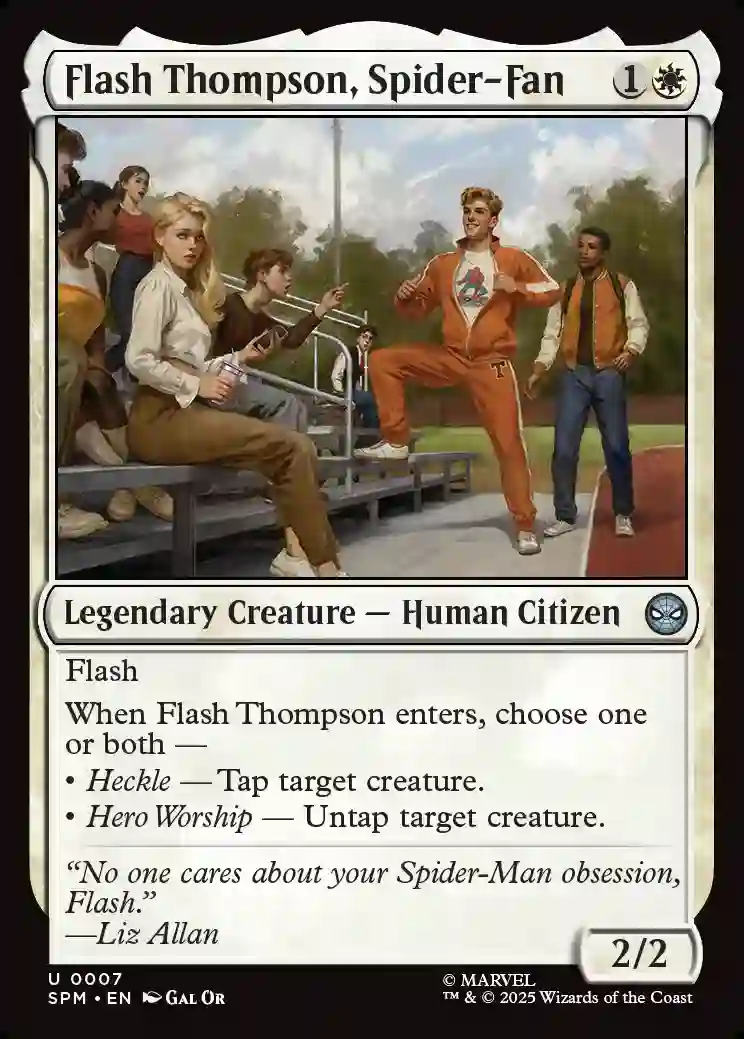 Flash Thompson, Spider-Fan 1
T
Legendary Creature — Human Citizen
Flash
When Flash Thompson enters, choose one
or both —
• Heckle — Tap target creature.
• Hero Worship — Untap target creature.
“No one cares about your Spider-Man obsession,
Flash.”
—Liz Allan
2/2
U 0007
SPM • EN Gal Or
© MARVEL
™ & © 2025 Wizards of the Coast